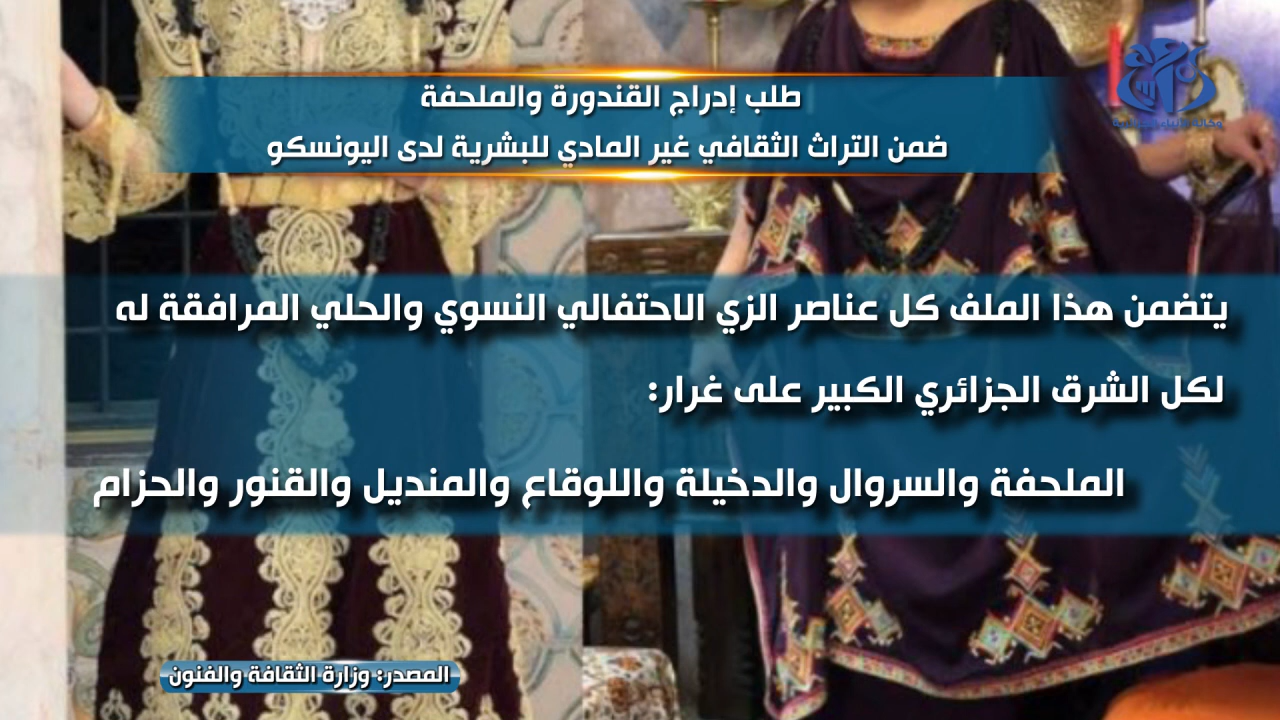 طلب إدراج القندورة والملحفة
ضمن التراث الثقافي غير المادي للبشرية لدى اليونسكو
يتضمن هذا الملف كل عناصر الزي الاحتفالي النسوي والحلي المرافقة له
لكل الشرق الجزائري الكبير على غرار:
الملحفة والسروال والدخيلة واللوقاع والمنديل والقنور والحزام
المصدر: وزارة الثقافة والفنون